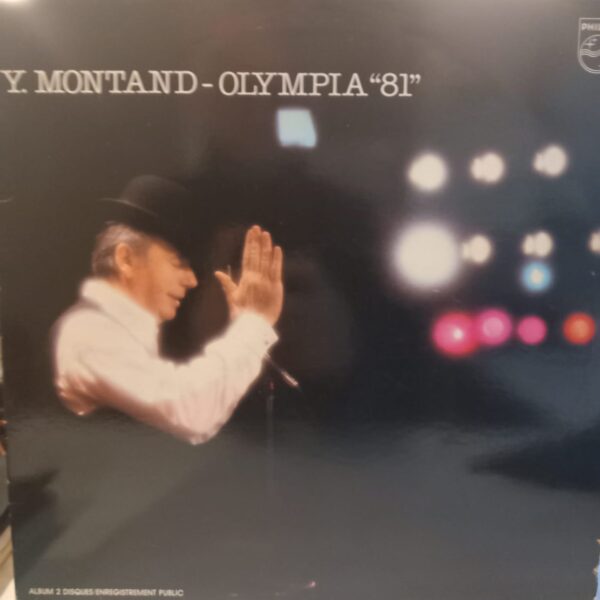 PHILIPS
Y. MONTAND - OLYMPIA “81”
ALBUM 2 DISQUES/ENREGISTREMENT PUBLIC